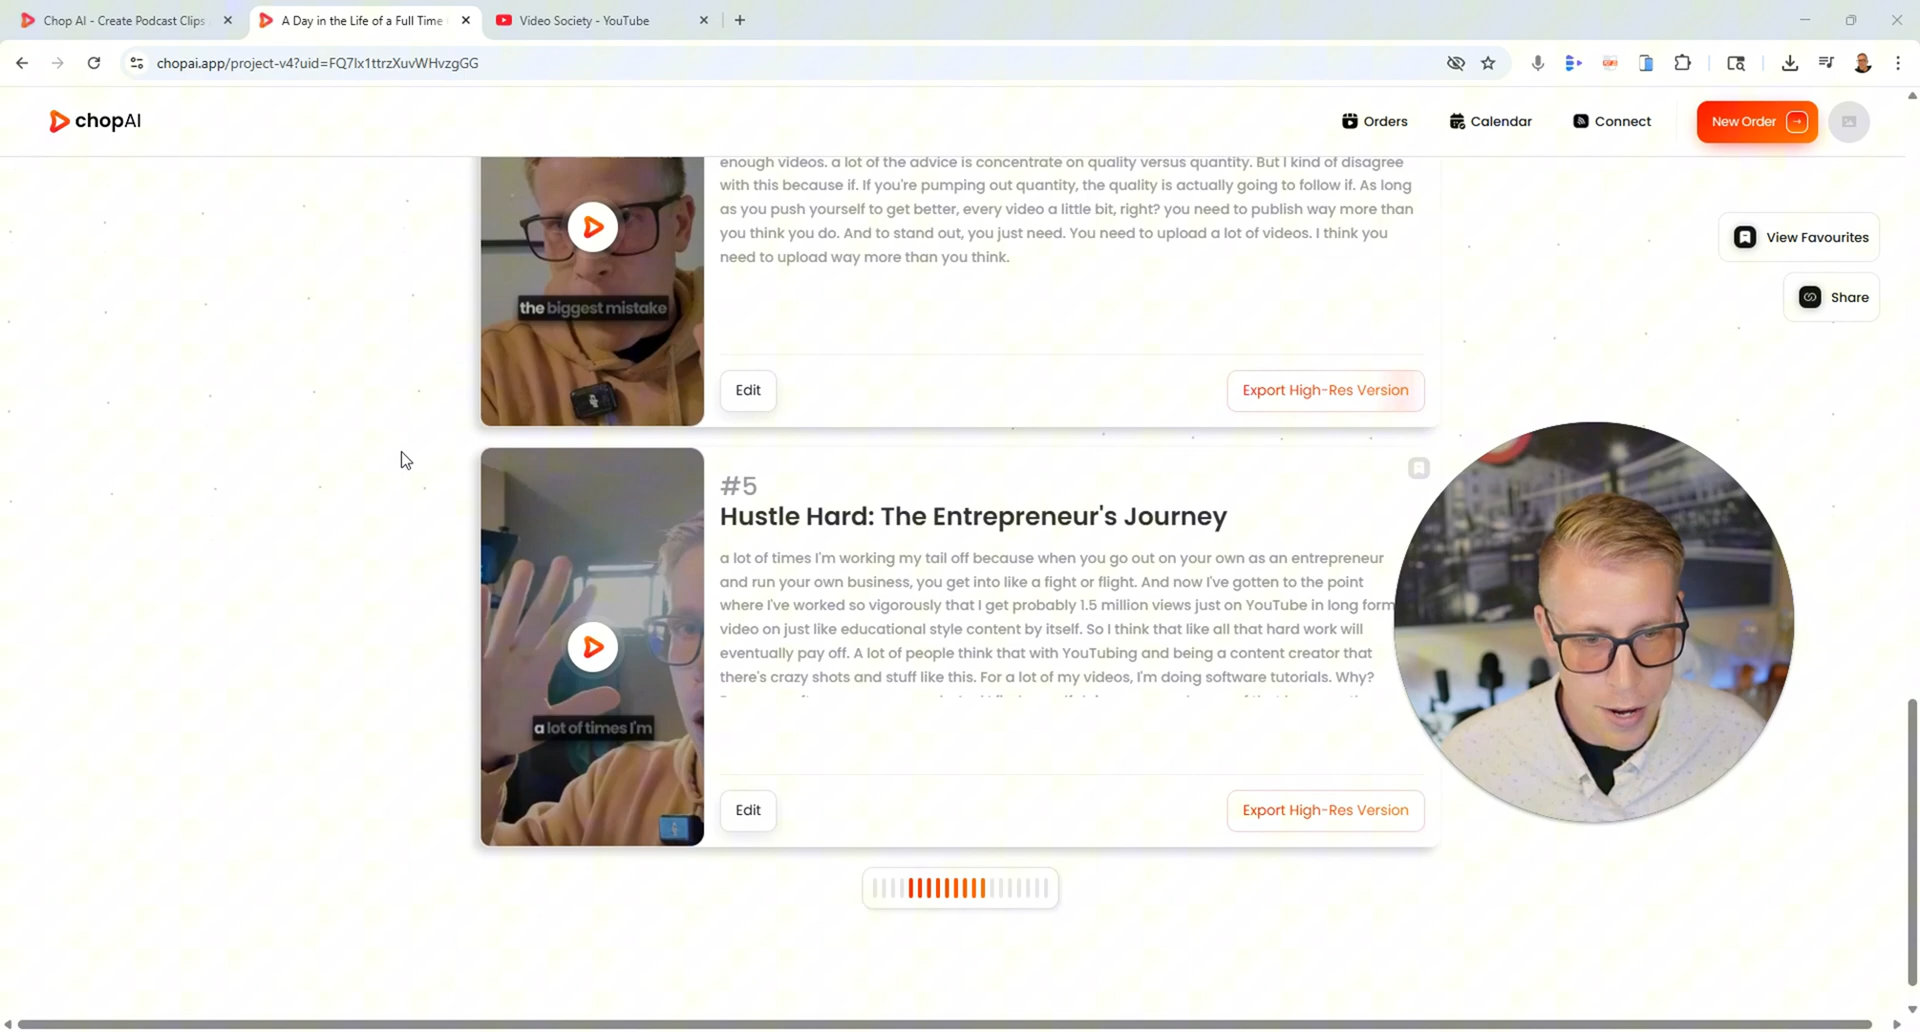 Chop AI - Create Podcast Clips
A Day in the Life of a Full Time
Video Society - YouTube
chopai.app/project-v4?uid=FQ7lx1ttrzXuvWHvzgGG
chopAI
Orders
Calendar
Connect
New Order
enough videos. a lot of the advice is concentrate on quality versus quantity. But I kind of disagree
with this because if. If you're pumping out quantity, the quality is actually going to follow if. As long
as you push yourself to get better, every video a little bit, right? you need to publish way more than
you think you do. And to stand out, you just need. You need to upload a lot of videos. I think you
need to upload way more than you think.
View Favourites
Share
the biggest mistake
Edit
Export High-Res Version
#5
Hustle Hard: The Entrepreneur's Journey
a lot of times I'm working my tail off because when you go out on your own as an entrepreneur
and run your own business, you get into like a fight or flight. And now I've gotten to the point
where I've worked so vigorously that I get probably 1.5 million views just on YouTube in long form
video on just like educational style content by itself. So I think that like all that hard work will
eventually pay off. A lot of people think that with YouTubing and being a content creator that
there's crazy shots and stuff like this. For a lot of my videos, I'm doing software tutorials. Why?
a lot of times I'm
Edit
Export High-Res Version